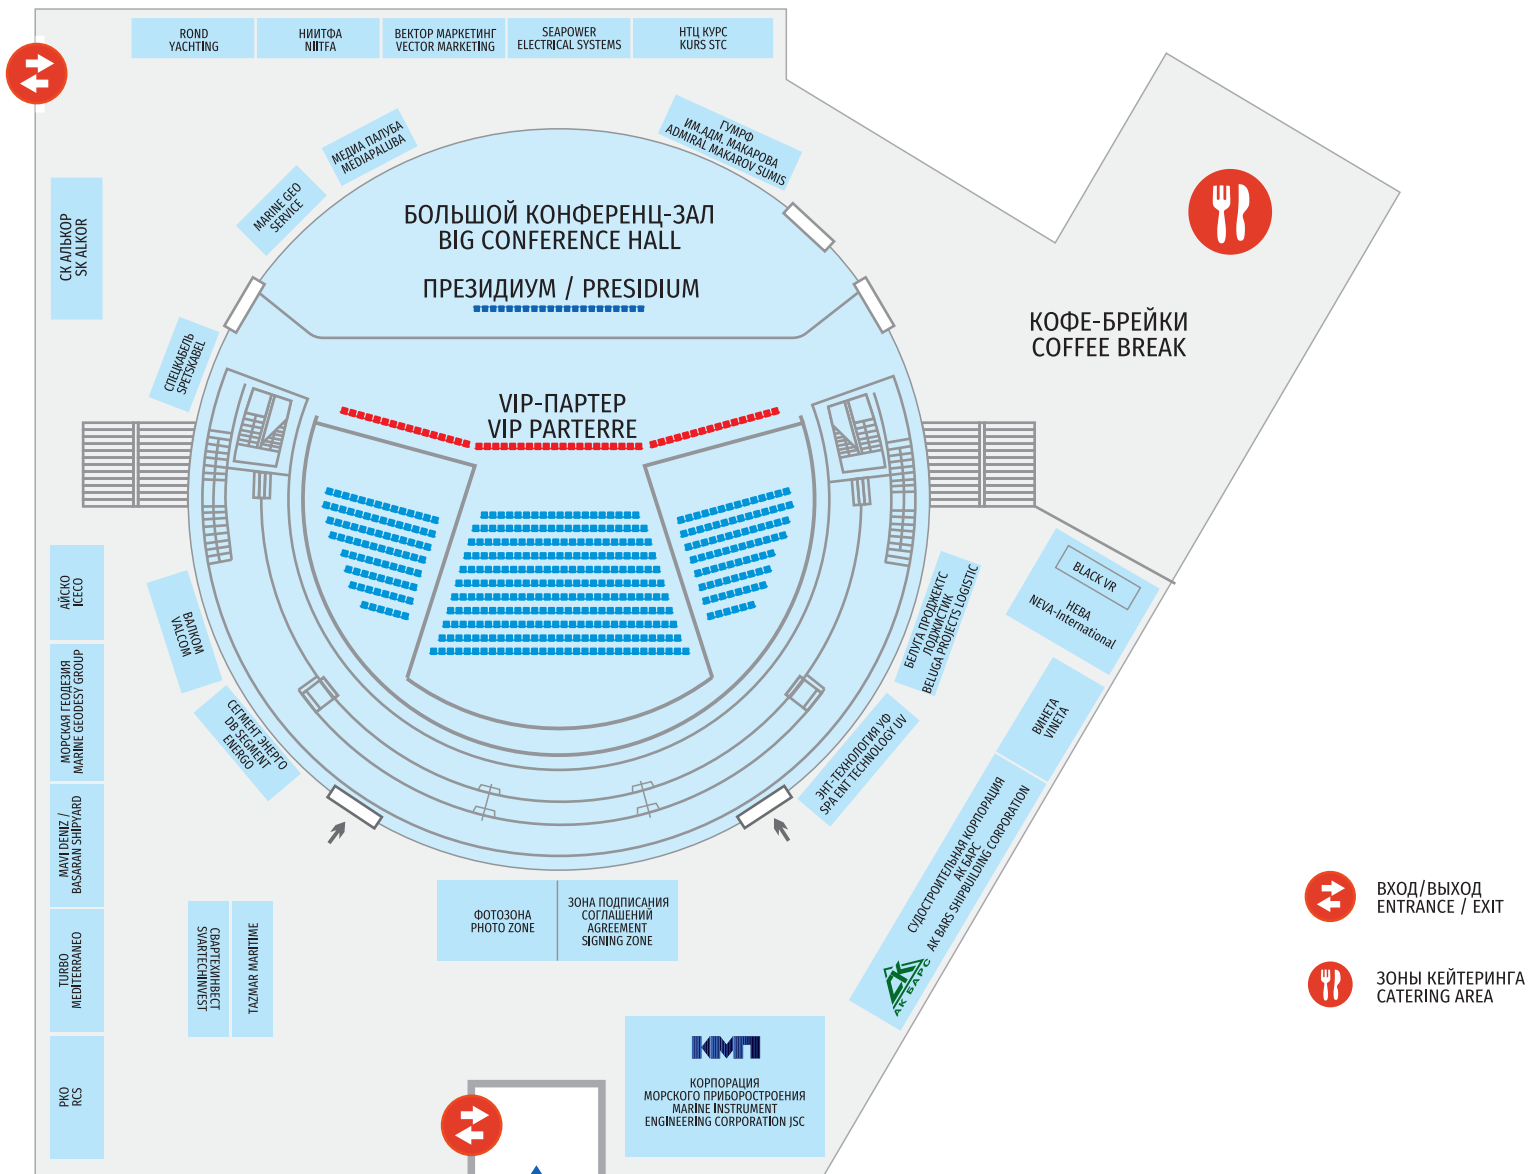 ROND
YACHTING
НИИТФА
NIITFA
ВЕКТОР МАРКЕТИНГ
VECTOR MARKETING
SEAPOWER
ELECTRICAL SYSTEMS
НТЦ КУРС
KURS STC
МЕДИА ПАЛУБА
MEDIAPALUBA
ГУМРФ
ИМ.АДМ. МАКАРОВА
ADMIRAL MAKAROV SUMIS
MARINE GEO
SERVICE
СК АЛЬКОР
SK ALKOR
БОЛЬШОЙ КОНФЕРЕНЦ-ЗАЛ
BIG CONFERENCE HALL
ПРЕЗИДИУМ / PRESIDIUM
КОФЕ-БРЕЙКИ
COFFEE BREAK
СПЕЦКАБЕЛЬ
SPETSKABEL
VIP-ПАРТЕР
VIP PARTERRE
АЙСКО
ICECO
ВАЛКОМ
VALCOM
БЕЛУГА ПРОДЖЕКТС
ЛОДЖИСТИК
BELUGA PROJECTS LOGISTIC
BLACK VR
НЕВА
NEVA-International
МОРСКАЯ ГЕОДЕЗИЯ
MARINE GEODESY GROUP
СЕГМЕНТ ЭНЕРГО
DB SEGMENT
ENERGO
ВИНЕТА
VINETA
ЭНТ-ТЕХНОЛОГИЯ УФ
SPA ENT TECHNOLOGY UV
MAVI DENIZ /
BASARAN SHIPYARD
СУДОСТРОИТЕЛЬНАЯ КОРПОРАЦИЯ
АК БАРС
AK BARS SHIPBUILDING CORPORATION
СК
АК БАРС
ВХОД/ВЫХОД
ENTRANCE / EXIT
ФОТОЗОНА
PHOTO ZONE
ЗОНА ПОДПИСАНИЯ
СОГЛАШЕНИЙ
AGREEMENT
SIGNING ZONE
TURBO
MEDITERRANEO
СВАРТЕХИНВЕСТ
SVARTECHINVEST
TAZMAR MARITIME
ЗОНЫ КЕЙТЕРИНГА
CATERING AREA
КМП
КОРПОРАЦИЯ
МОРСКОГО ПРИБОРОСТРОЕНИЯ
MARINE INSTRUMENT
ENGINEERING CORPORATION JSC
РКО
RCS